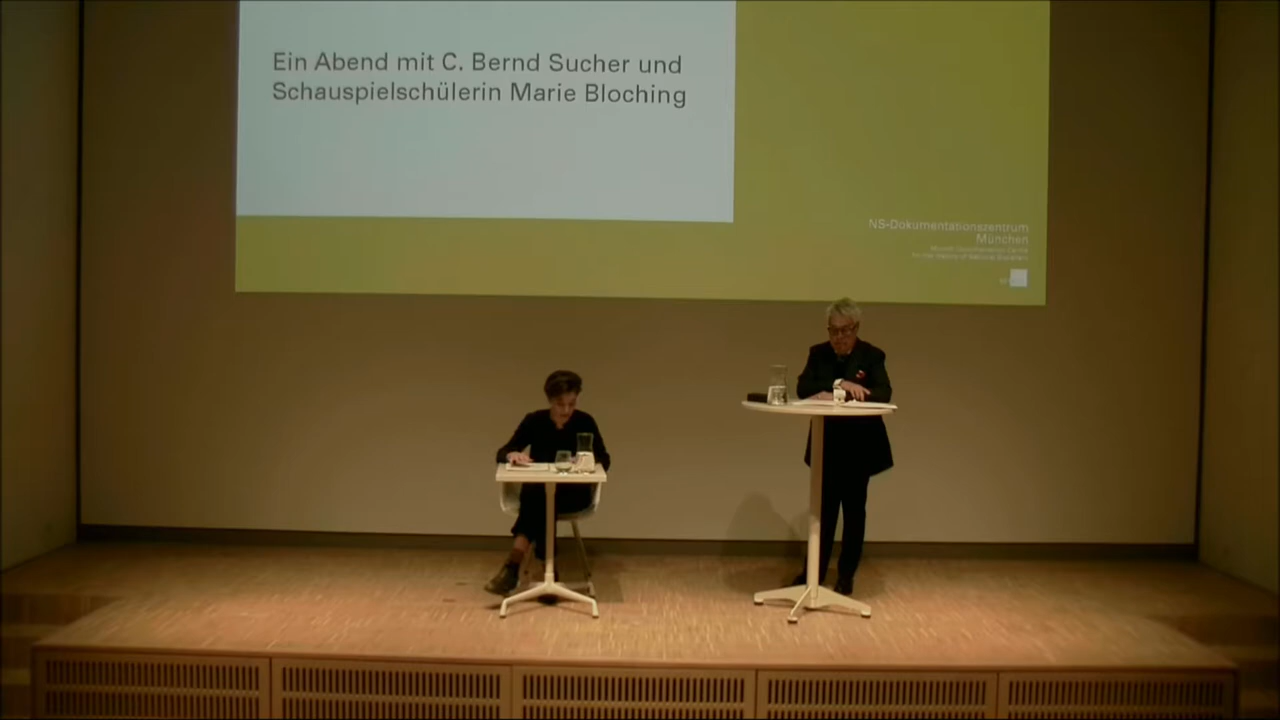 Ein Abend mit C. Bernd Sucher und
Schauspielschülerin Marie Bloching
NS-Dokumentationszentrum
München